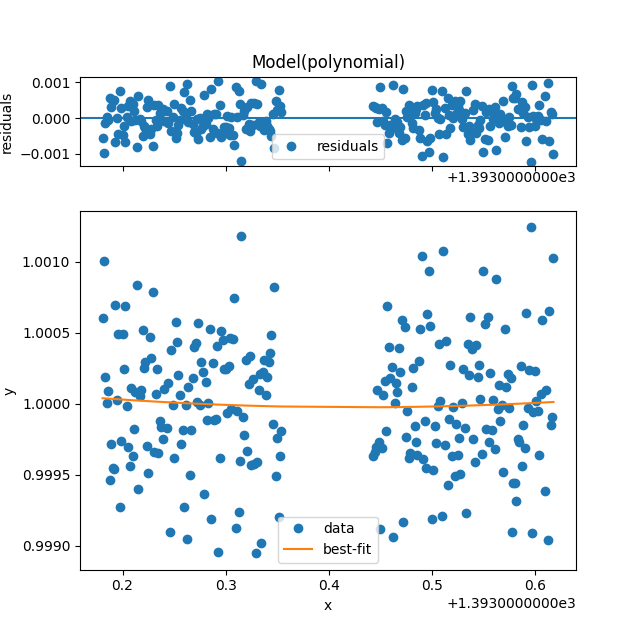 Model(polynomial)
0.001
0.000
−0.001
residuals
residuals
+1.3930000000e3
1.0010
1.0005
1.0000
0.9995
0.9990
y
data
best-fit
0.2 0.3 0.4 0.5 0.6
x
+1.3930000000e3